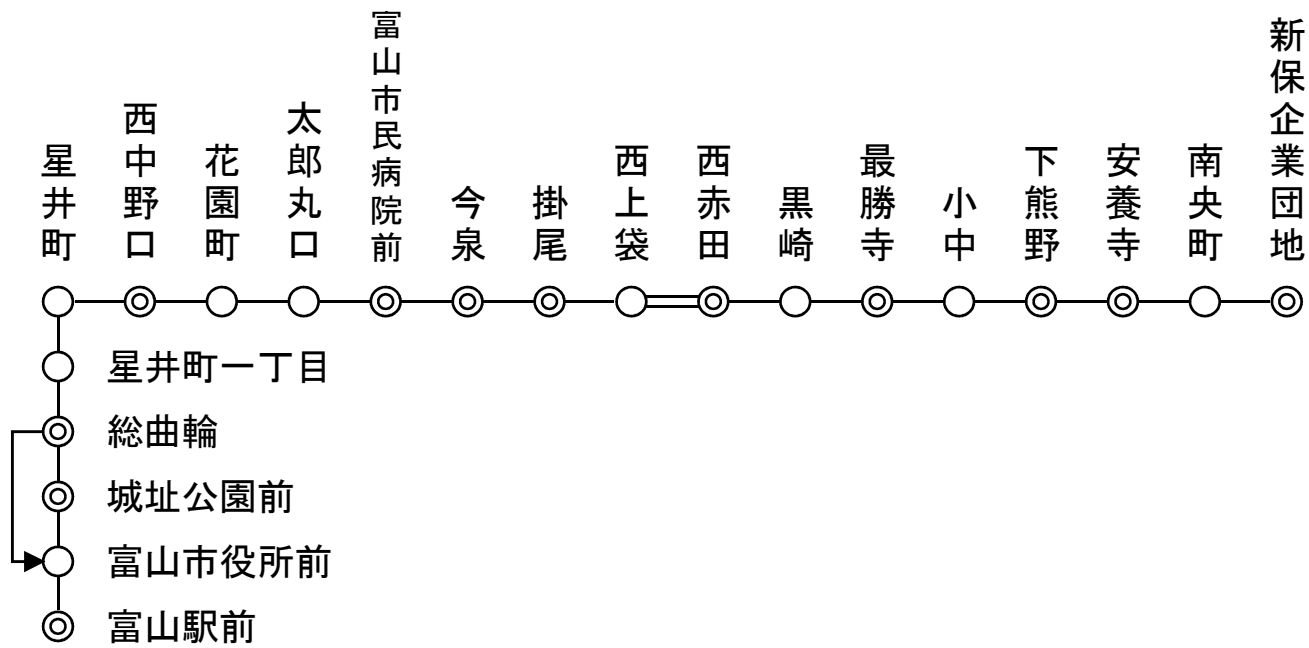 星井町
西中野口
花園町
太郎丸口
富山市民病院前
今泉
掛尾
西上袋
西赤田
黒崎
最勝寺
小中
下熊野
安養寺
南央町
新保企業団地
星井町一丁目
総曲輪
城址公園前
富山市役所前
富山駅前